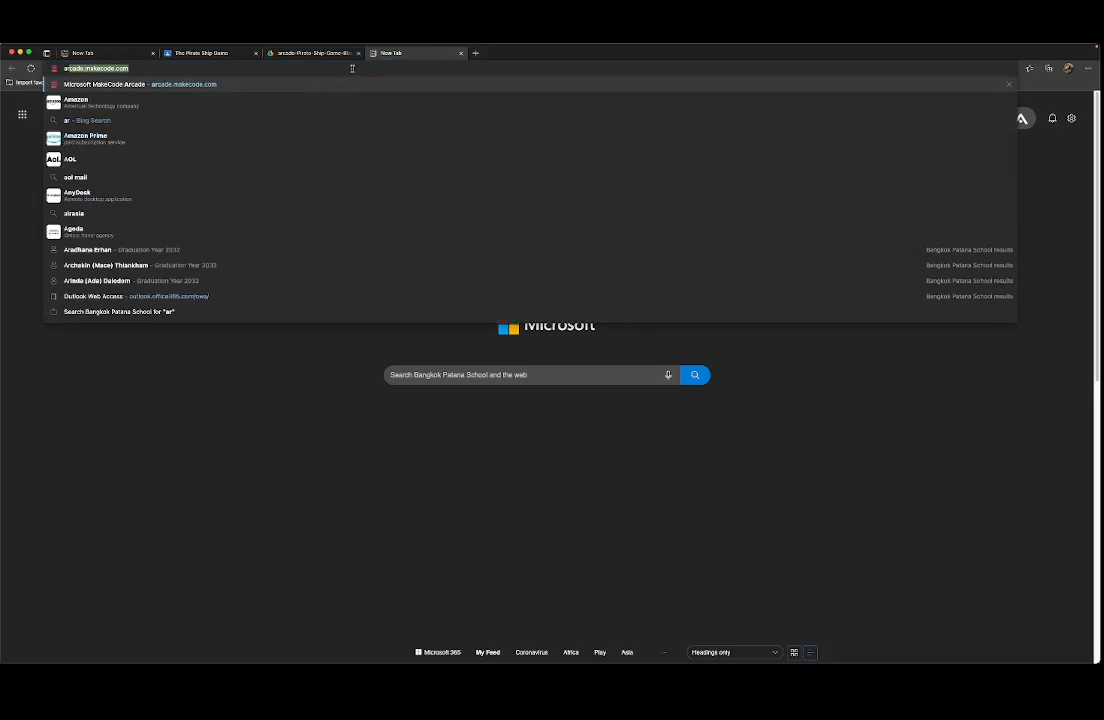 New Tab
The Pirate Ship Game
arcade-Pirate-Ship-Game-Bl
New Tab
arcade.makecode.com
Import favo
Microsoft MakeCode Arcade - arcade.makecode.com
Amazon
American technology company
ar - Bing Search
Amazon Prime
paid subscription service
Aol.
AOL
aol mail
AnyDesk
Remote desktop application
airasia
Agoda
Online travel agency
Aradhana Erhan - Graduation Year 2032
Bangkok Patana School results
Archakin (Mace) Thiankham - Graduation Year 2032
Bangkok Patana School results
Arinda (Ada) Daledom - Graduation Year 2032
Bangkok Patana School results
Outlook Web Access - outlook.office365.com/owa/
Bangkok Patana School results
Search Bangkok Patana School for "ar"
Microsoft
Search Bangkok Patana School and the web
Microsoft 365
My Feed
Coronavirus
Africa
Play
Asia
...
Headings only